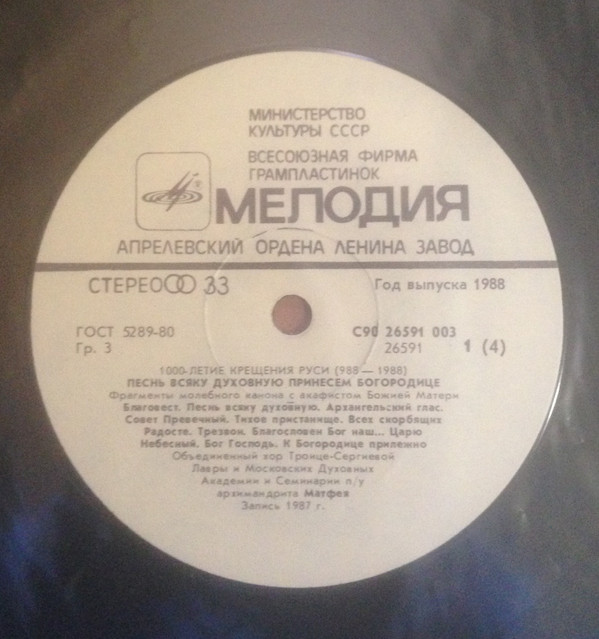 МИНИСТЕРСТВО
КУЛЬТУРЫ СССР
ВСЕСОЮЗНАЯ ФИРМА
ГРАМПЛАСТИНОК
®
МЕЛОДИЯ
АПРЕЛЕВСКИЙ ОРДЕНА ЛЕНИНА ЗАВОД
СТЕРЕО 33
Год выпуска 1988
ГОСТ 5289-80
С90 26591 003
Гр. 3
26591 1 (4)
1000-ЛЕТИЕ КРЕЩЕНИЯ РУСИ (988 — 1988)
ПЕСНЬ ВСЯКУ ДУХОВНУЮ ПРИНЕСЕМ БОГОРОДИЦЕ
Фрагменты молебного канона с акафистом Божией Матери
Благовест. Песнь всяку духовную. Архангельский глас.
Совет Превечный. Тихое пристанище. Всех скорбящих
Радосте. Трезвон. Благословен Бог наш... Царю
Небесный. Бог Господь. К Богородице прилежно
Объединенный хор Троице-Сергиевой
Лавры и Московских Духовных
Академии и Семинарии п/у
архимандрита Матфея
Запись 1987 г.